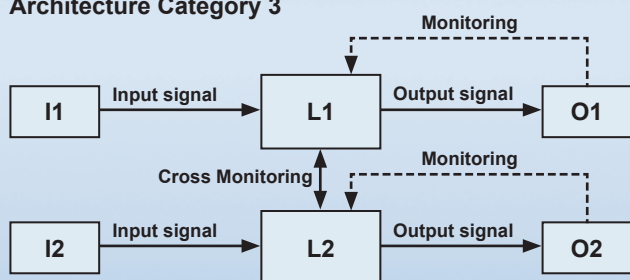 Architecture Category 3
Monitoring
I1
Input signal
L1
Output signal
O1
Cross Monitoring
Monitoring
I2
Input signal
L2
Output signal
O2